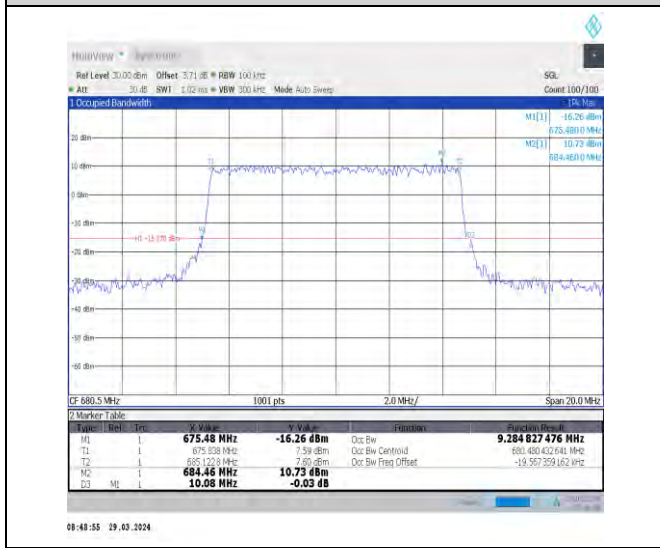 MultiView Spectrum
Ref Level 30.00 dBm Offset 3.71 dB RBW 100 kHz SGL
Att 30 dB SWT 1.02 ms VBW 300 kHz Mode Auto Sweep Count 100/100
1 Occupied Bandwidth 1Pk Max
M1[1] -16.26 dBm
675.4800 MHz
M2[1] 10.73 dBm
684.4600 MHz
20 dBm
10 dBm
0 dBm
-10 dBm
-20 dBm
-30 dBm
-40 dBm
-50 dBm
-60 dBm
T1
M2
T2
M1
D3
CF 680.5 MHz 1001 pts 2.0 MHz/ Span 20.0 MHz
2 Marker Table
Type Ref Trc X-Value Y-Value Function Function Result
M1 1 675.48 MHz -16.26 dBm Occ Bw 9.284 827 476 MHz
T1 1 675.838 MHz 7.59 dBm Occ Bw Centroid 680.480 432 641 MHz
T2 1 685.1228 MHz 7.60 dBm Occ Bw Freq Offset -19.567 359 162 kHz
M2 1 684.46 MHz 10.73 dBm
D3 M1 1 10.08 MHz -0.03 dB
08:48:55 29.03.2024